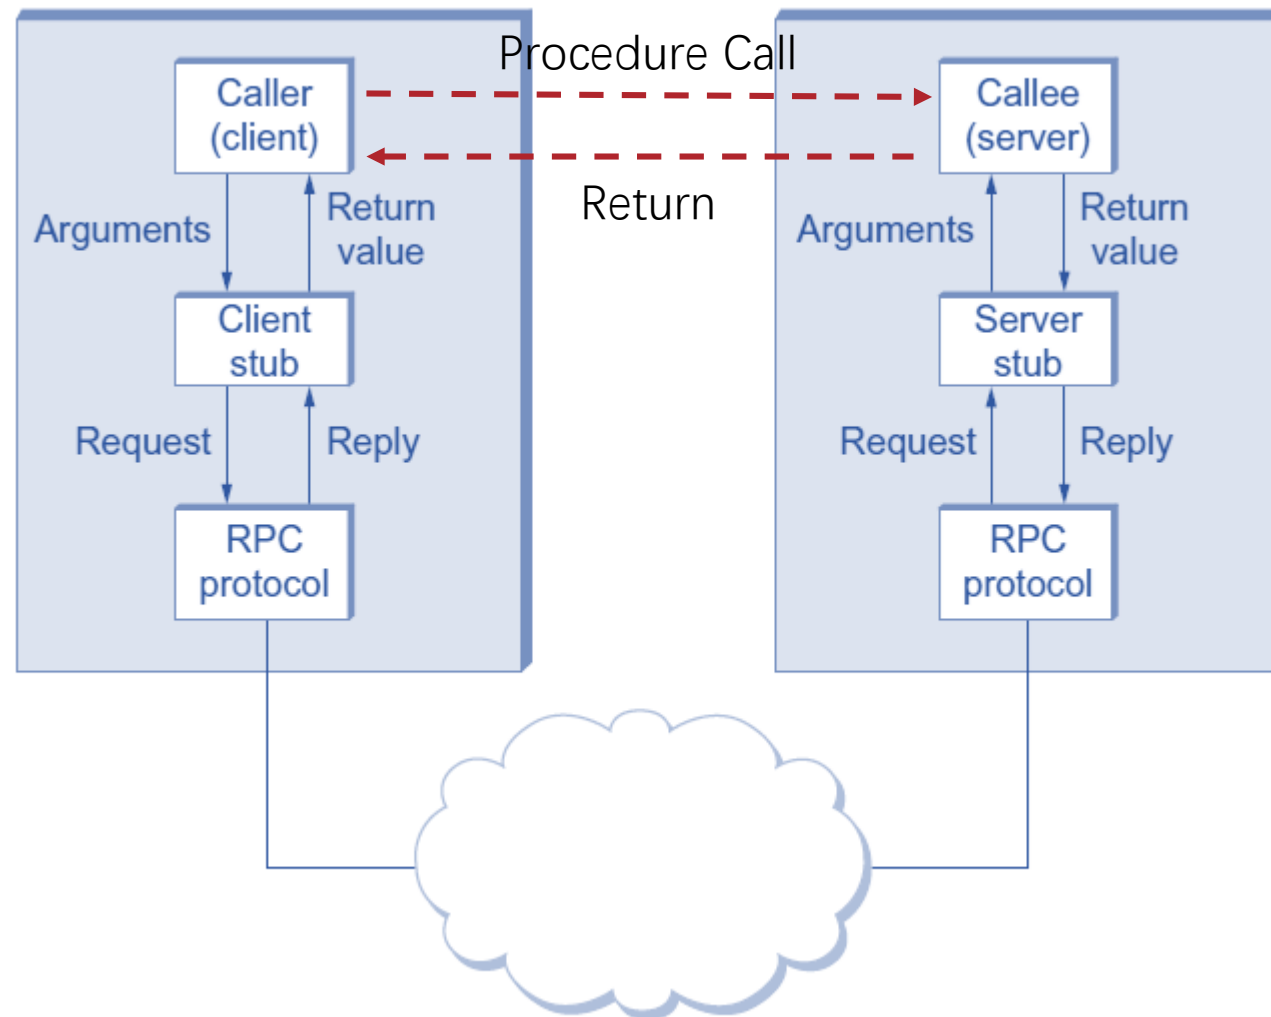 Procedure Call
Caller
(client)
Callee
(server)
Return
Arguments
Return
value
Arguments
Return
value
Client
stub
Server
stub
Request
Reply
Request
Reply
RPC
protocol
RPC
protocol